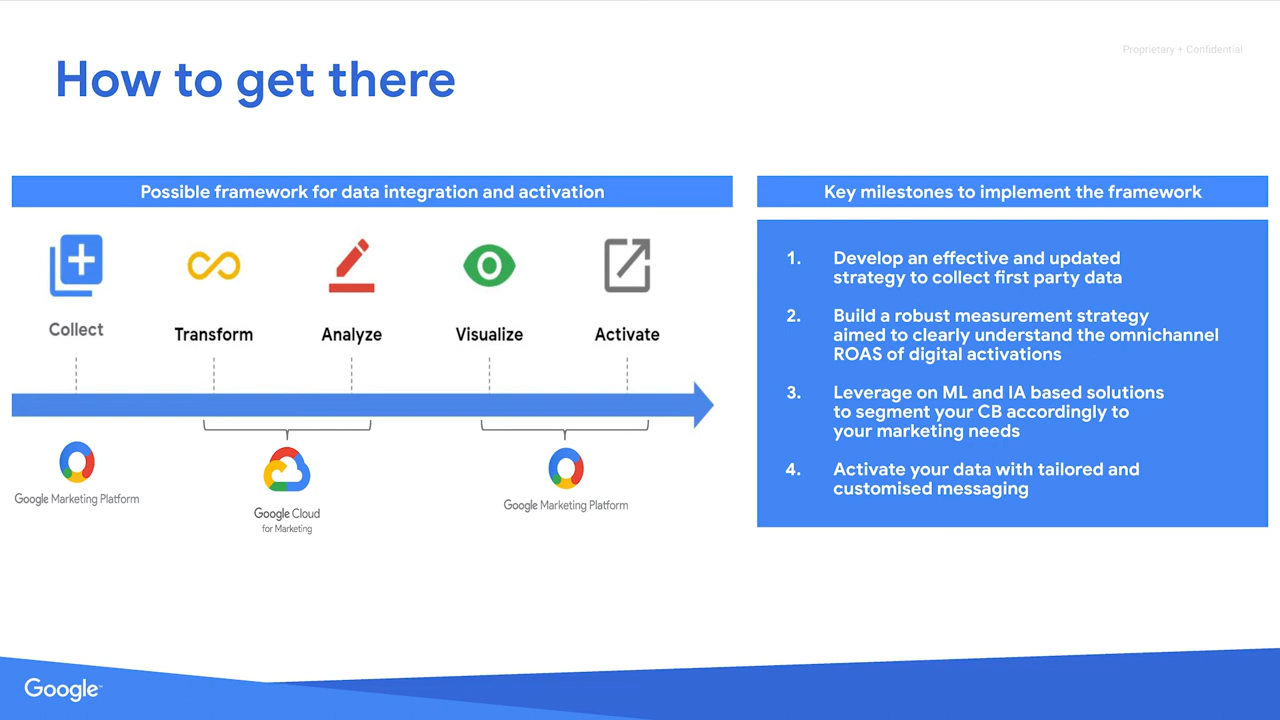 Proprietary + Confidential
How to get there
Possible framework for data integration and activation
Collect
Transform
Analyze
Visualize
Activate
Google Marketing Platform
Google Cloud
for Marketing
Google Marketing Platform
Key milestones to implement the framework
1. Develop an effective and updated
strategy to collect first party data
2. Build a robust measurement strategy
aimed to clearly understand the omnichannel
ROAS of digital activations
3. Leverage on ML and IA based solutions
to segment your CB accordingly to
your marketing needs
4. Activate your data with tailored and
customised messaging
Google™